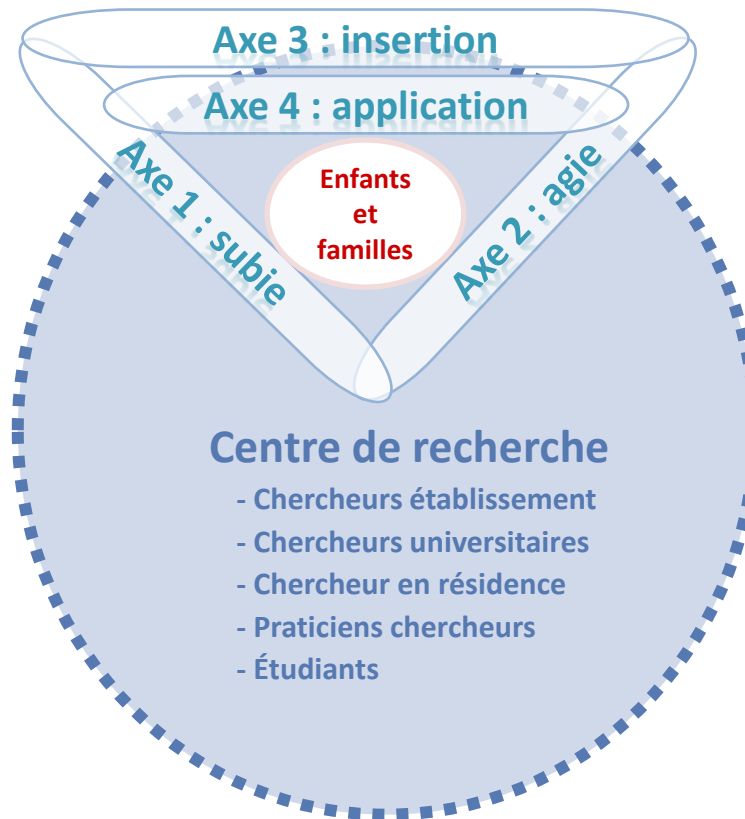 Axe 3 : insertion
Axe 4 : application
Axe 1 : subie
Enfants
et
familles
Axe 2 : agie
Centre de recherche
- Chercheurs établissement
- Chercheurs universitaires
- Chercheur en résidence
- Praticiens chercheurs
- Étudiants